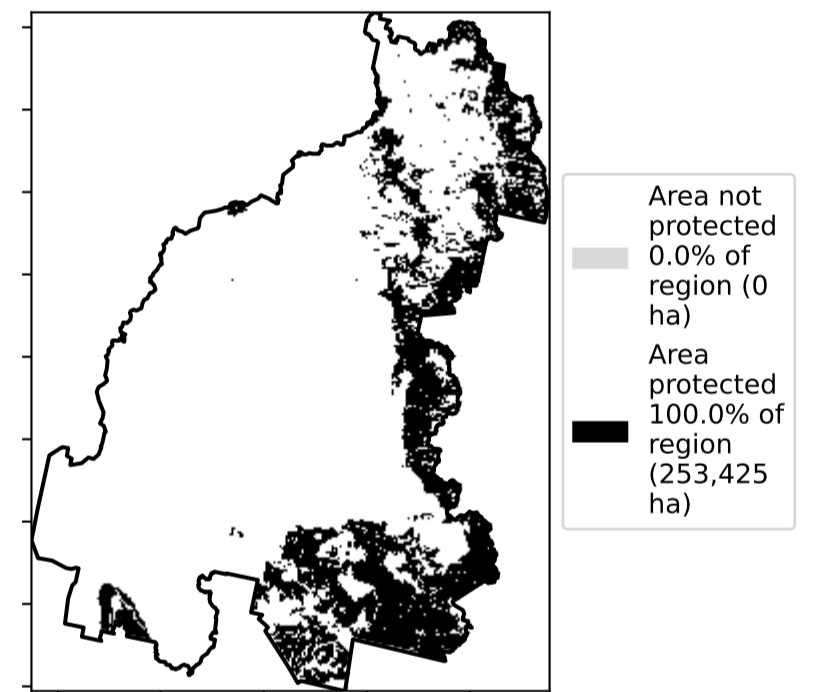 Area not
protected
0.0% of
region (0
ha)
Area
protected
100.0% of
region
(253,425
ha)